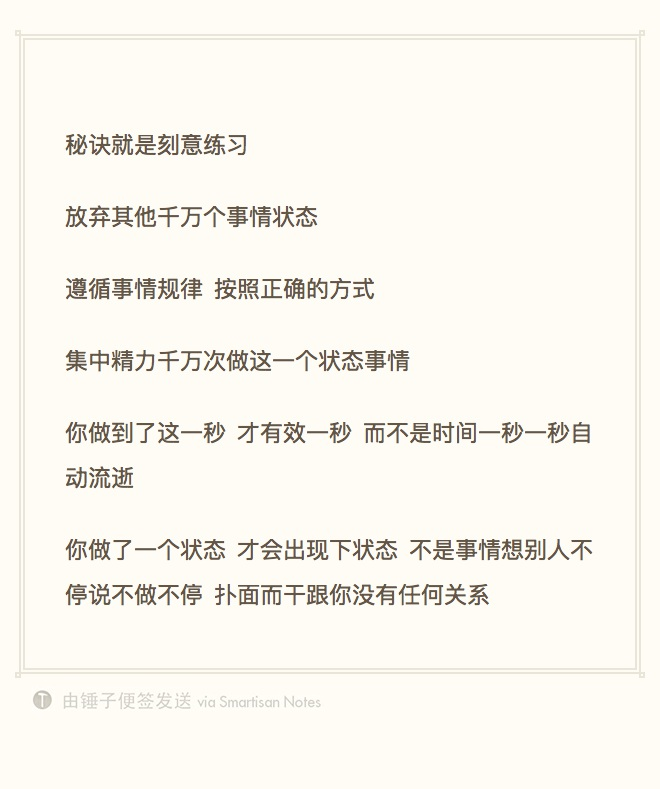 秘诀就是刻意练习
放弃其他千万个事情状态
遵循事情规律 按照正确的方式
集中精力千万次做这一个状态事情
你做到了这一秒 才有效一秒 而不是时间一秒一秒自
动流逝
你做了一个状态 才会出现下状态 不是事情想别人不
停说不做不停 扑面而干跟你没有任何关系
T 由锤子便签发送 via Smartisan Notes